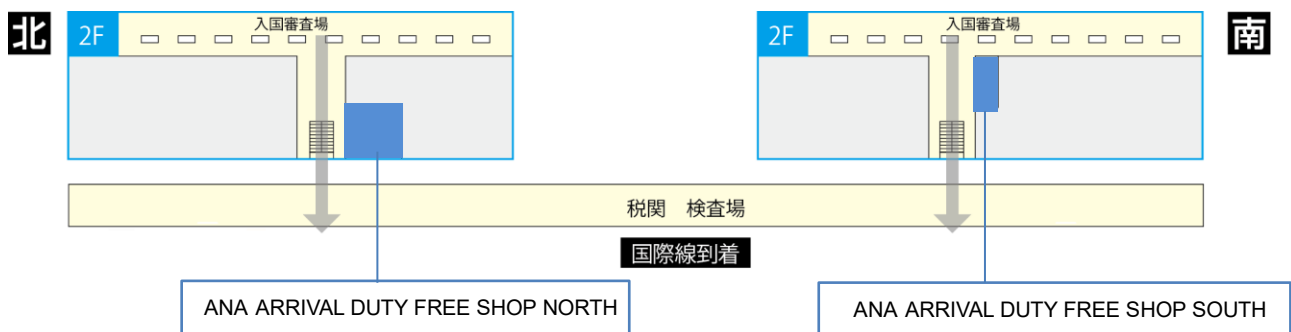 北
2F
入国審査場
2F
入国審査場
南
税関 検査場
国際線到着
ANA ARRIVAL DUTY FREE SHOP NORTH
ANA ARRIVAL DUTY FREE SHOP SOUTH